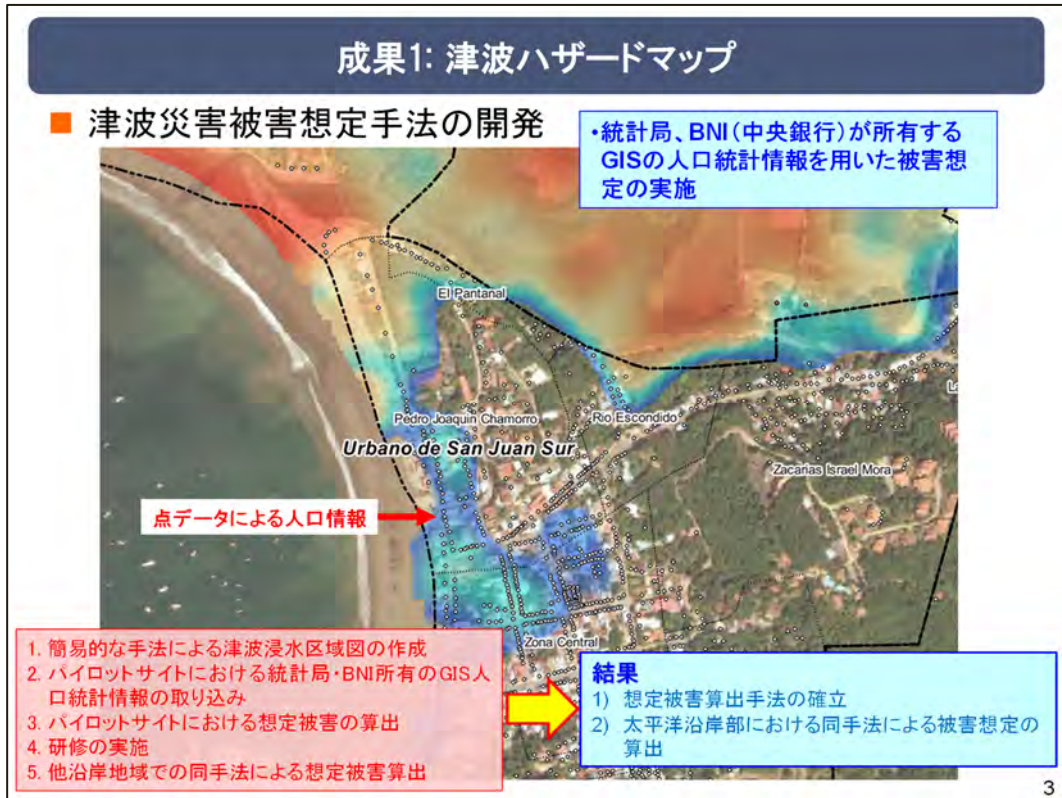 成果1: 津波ハザードマップ
■ 津波災害被害想定手法の開発
・統計局、BNI(中央銀行)が所有する
GISの人口統計情報を用いた被害想
定の実施
El Pantanal
Pedro Joaquin Chamorro
Rio Escondido
La
Urbano de San Juan Sur
Zacarias Israel Mora
点データによる人口情報
Zona Central
1. 簡易的な手法による津波浸水区域図の作成
2. パイロットサイトにおける統計局・BNI所有のGIS人
口統計情報の取り込み
3. パイロットサイトにおける想定被害の算出
4. 研修の実施
5. 他沿岸地域での同手法による想定被害算出
結果
1) 想定被害算出手法の確立
2) 太平洋沿岸部における同手法による被害想定の
算出
3